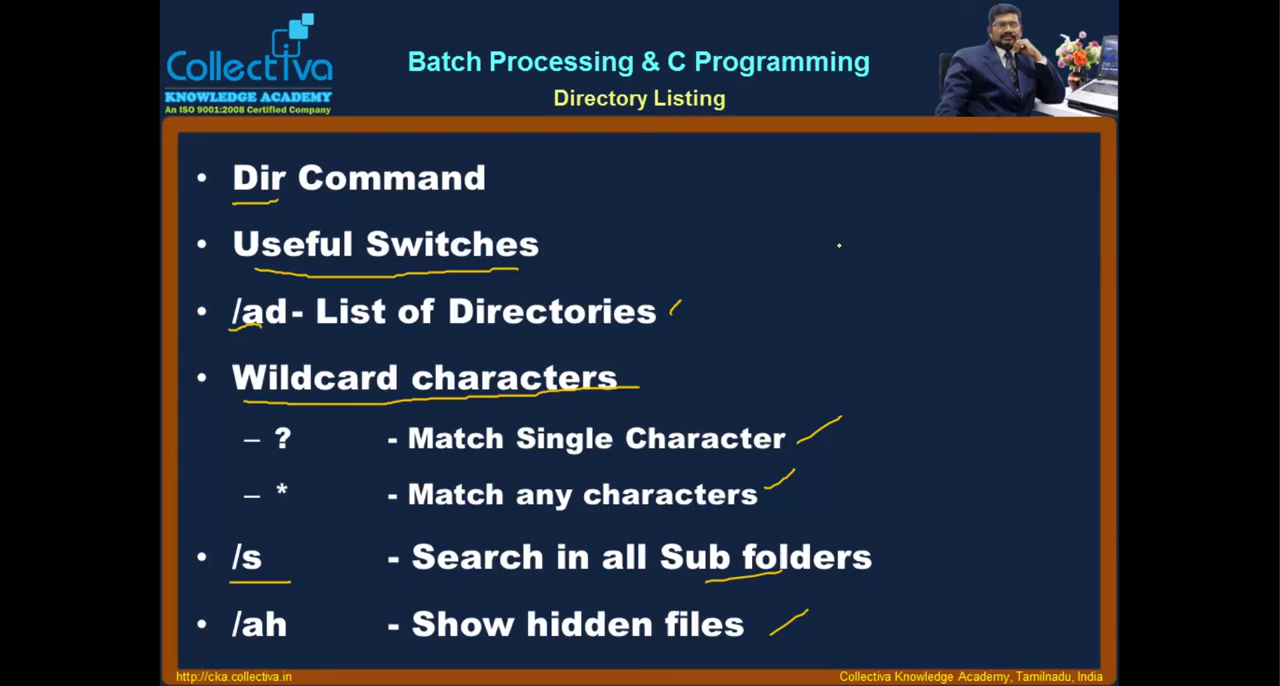 Collectiva
KNOWLEDGE ACADEMY
An ISO 9001:2008 Certified Company
Batch Processing & C Programming
Directory Listing
• Dir Command
• Useful Switches
• /ad- List of Directories
• Wildcard characters
– ? - Match Single Character
– * - Match any characters
• /s - Search in all Sub folders
• /ah - Show hidden files
http://cka.collectiva.in
Collectiva Knowledge Academy, Tamilnadu, India